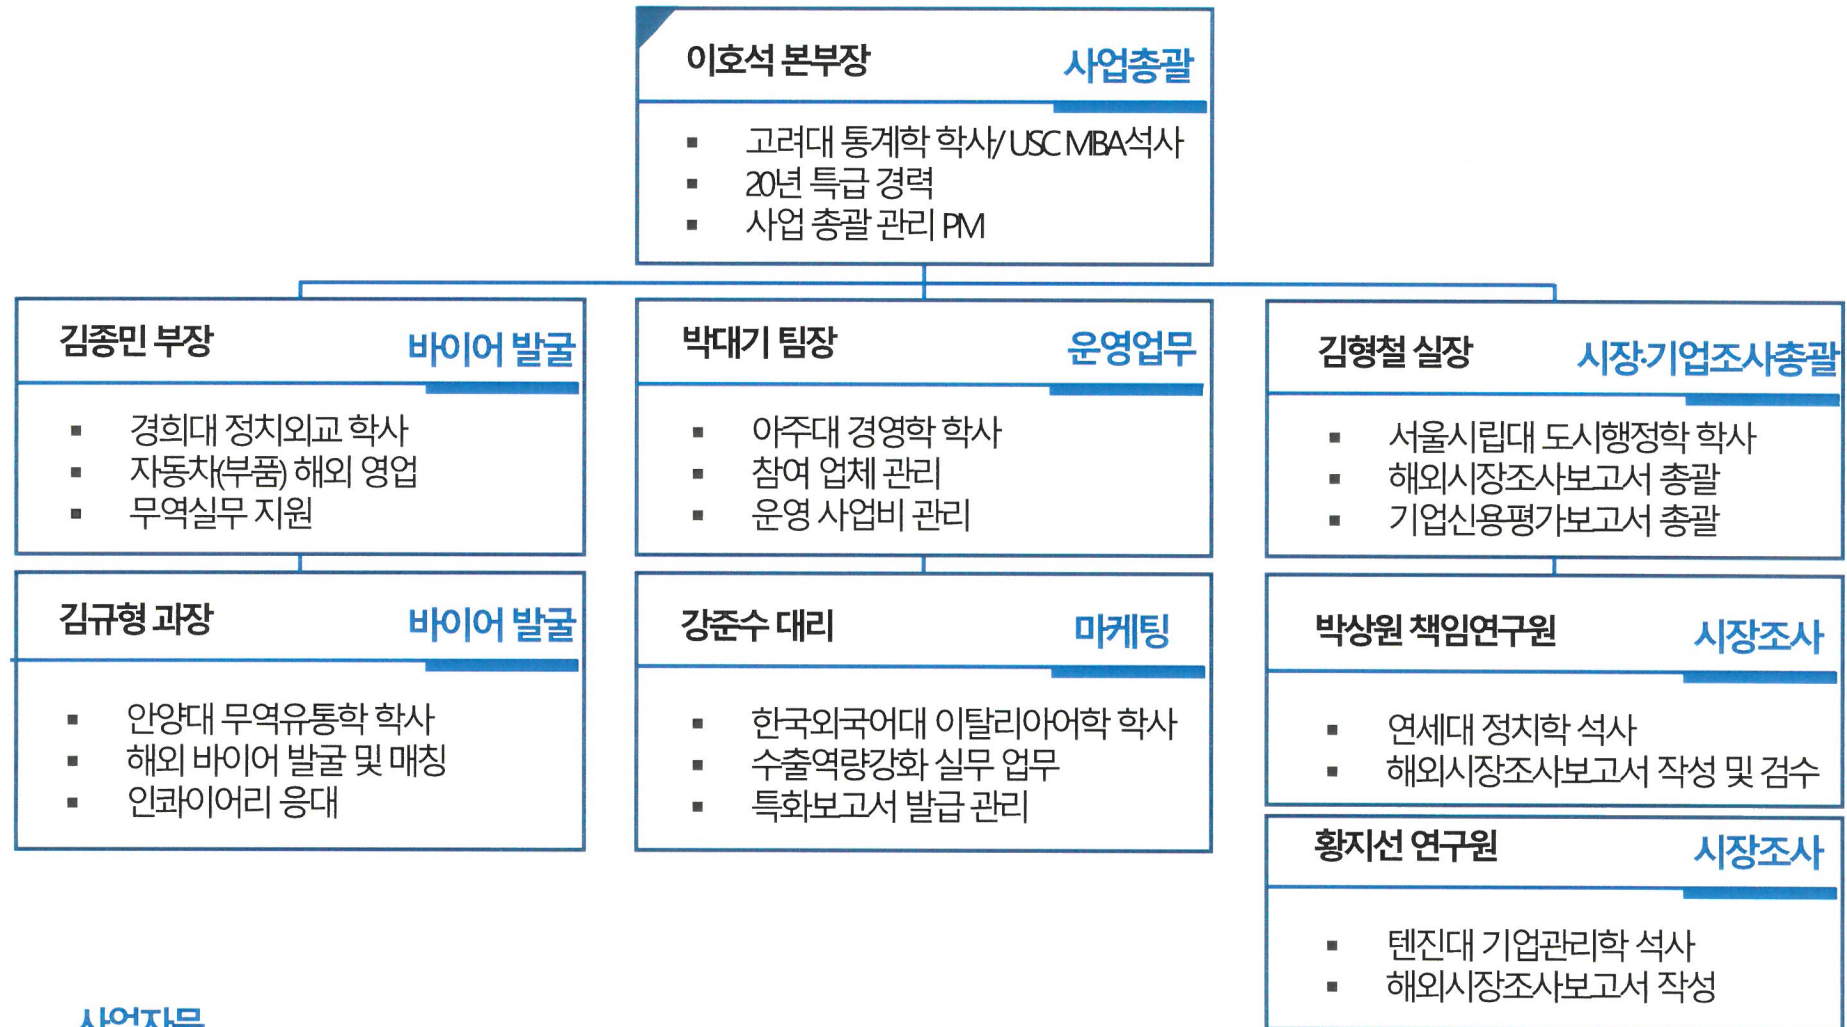 이호석 본부장 사업총괄
고려대 통계학 학사/ USC MBA석사
20년 특급 경력
사업 총괄 관리 PM
김종민 부장 바이어 발굴
경희대 정치외교 학사
자동차(부품) 해외 영업
무역실무 지원
박대기 팀장 운영업무
아주대 경영학 학사
참여 업체 관리
운영 사업비 관리
김형철 실장 시장·기업조사총괄
서울시립대 도시행정학 학사
해외시장조사보고서 총괄
기업신용평가보고서 총괄
김규형 과장 바이어 발굴
안양대 무역유통학 학사
해외 바이어 발굴 및 매칭
인콰이어리 응대
강준수 대리 마케팅
한국외국어대 이탈리아어학 학사
수출역량강화 실무 업무
특화보고서 발급 관리
박상원 책임연구원 시장조사
연세대 정치학 석사
해외시장조사보고서 작성 및 검수
황지선 연구원 시장조사
텐진대 기업관리학 석사
해외시장조사보고서 작성
사업자문